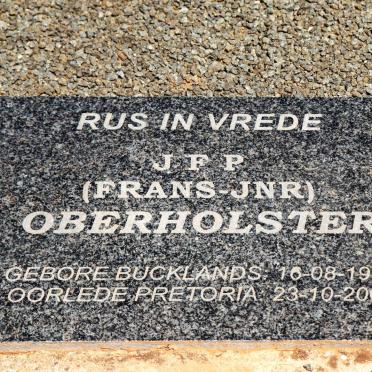 RUS IN VREDE
J F P
(FRANS-JNR)
OBERHOLSTER
GEBORE BUCKLANDS: 16-08-19
OORLEDE PRETORIA: 23-10-20